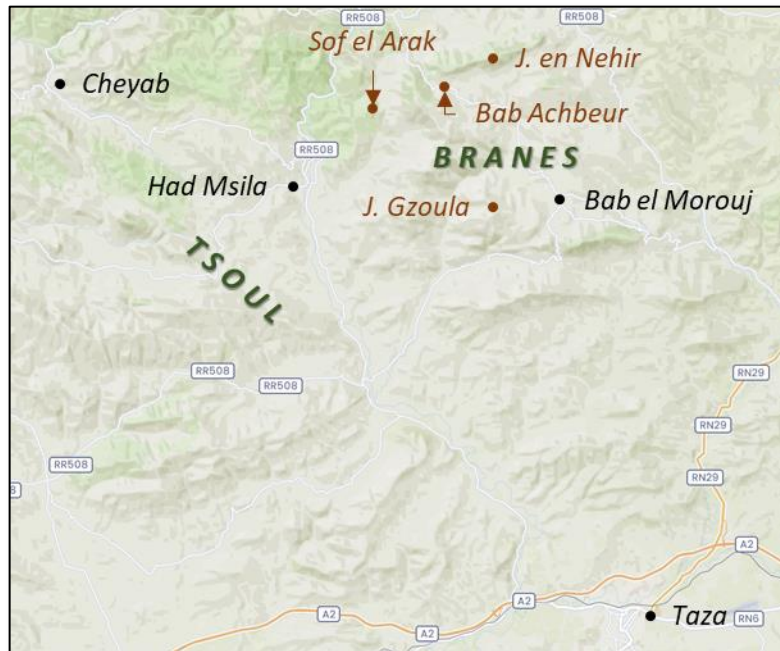 RR508
RR508
Sof el Arak
J. en Nehir
Cheyab
Bab Achbeur
RR508
BRANES
Had Msila
Bab el Morouj
J. Gzoula
TSOUL
RR508
RN29
RR508
RN29
RR508
RN29
8
A2
A2
A2
Taza
RN6
A2